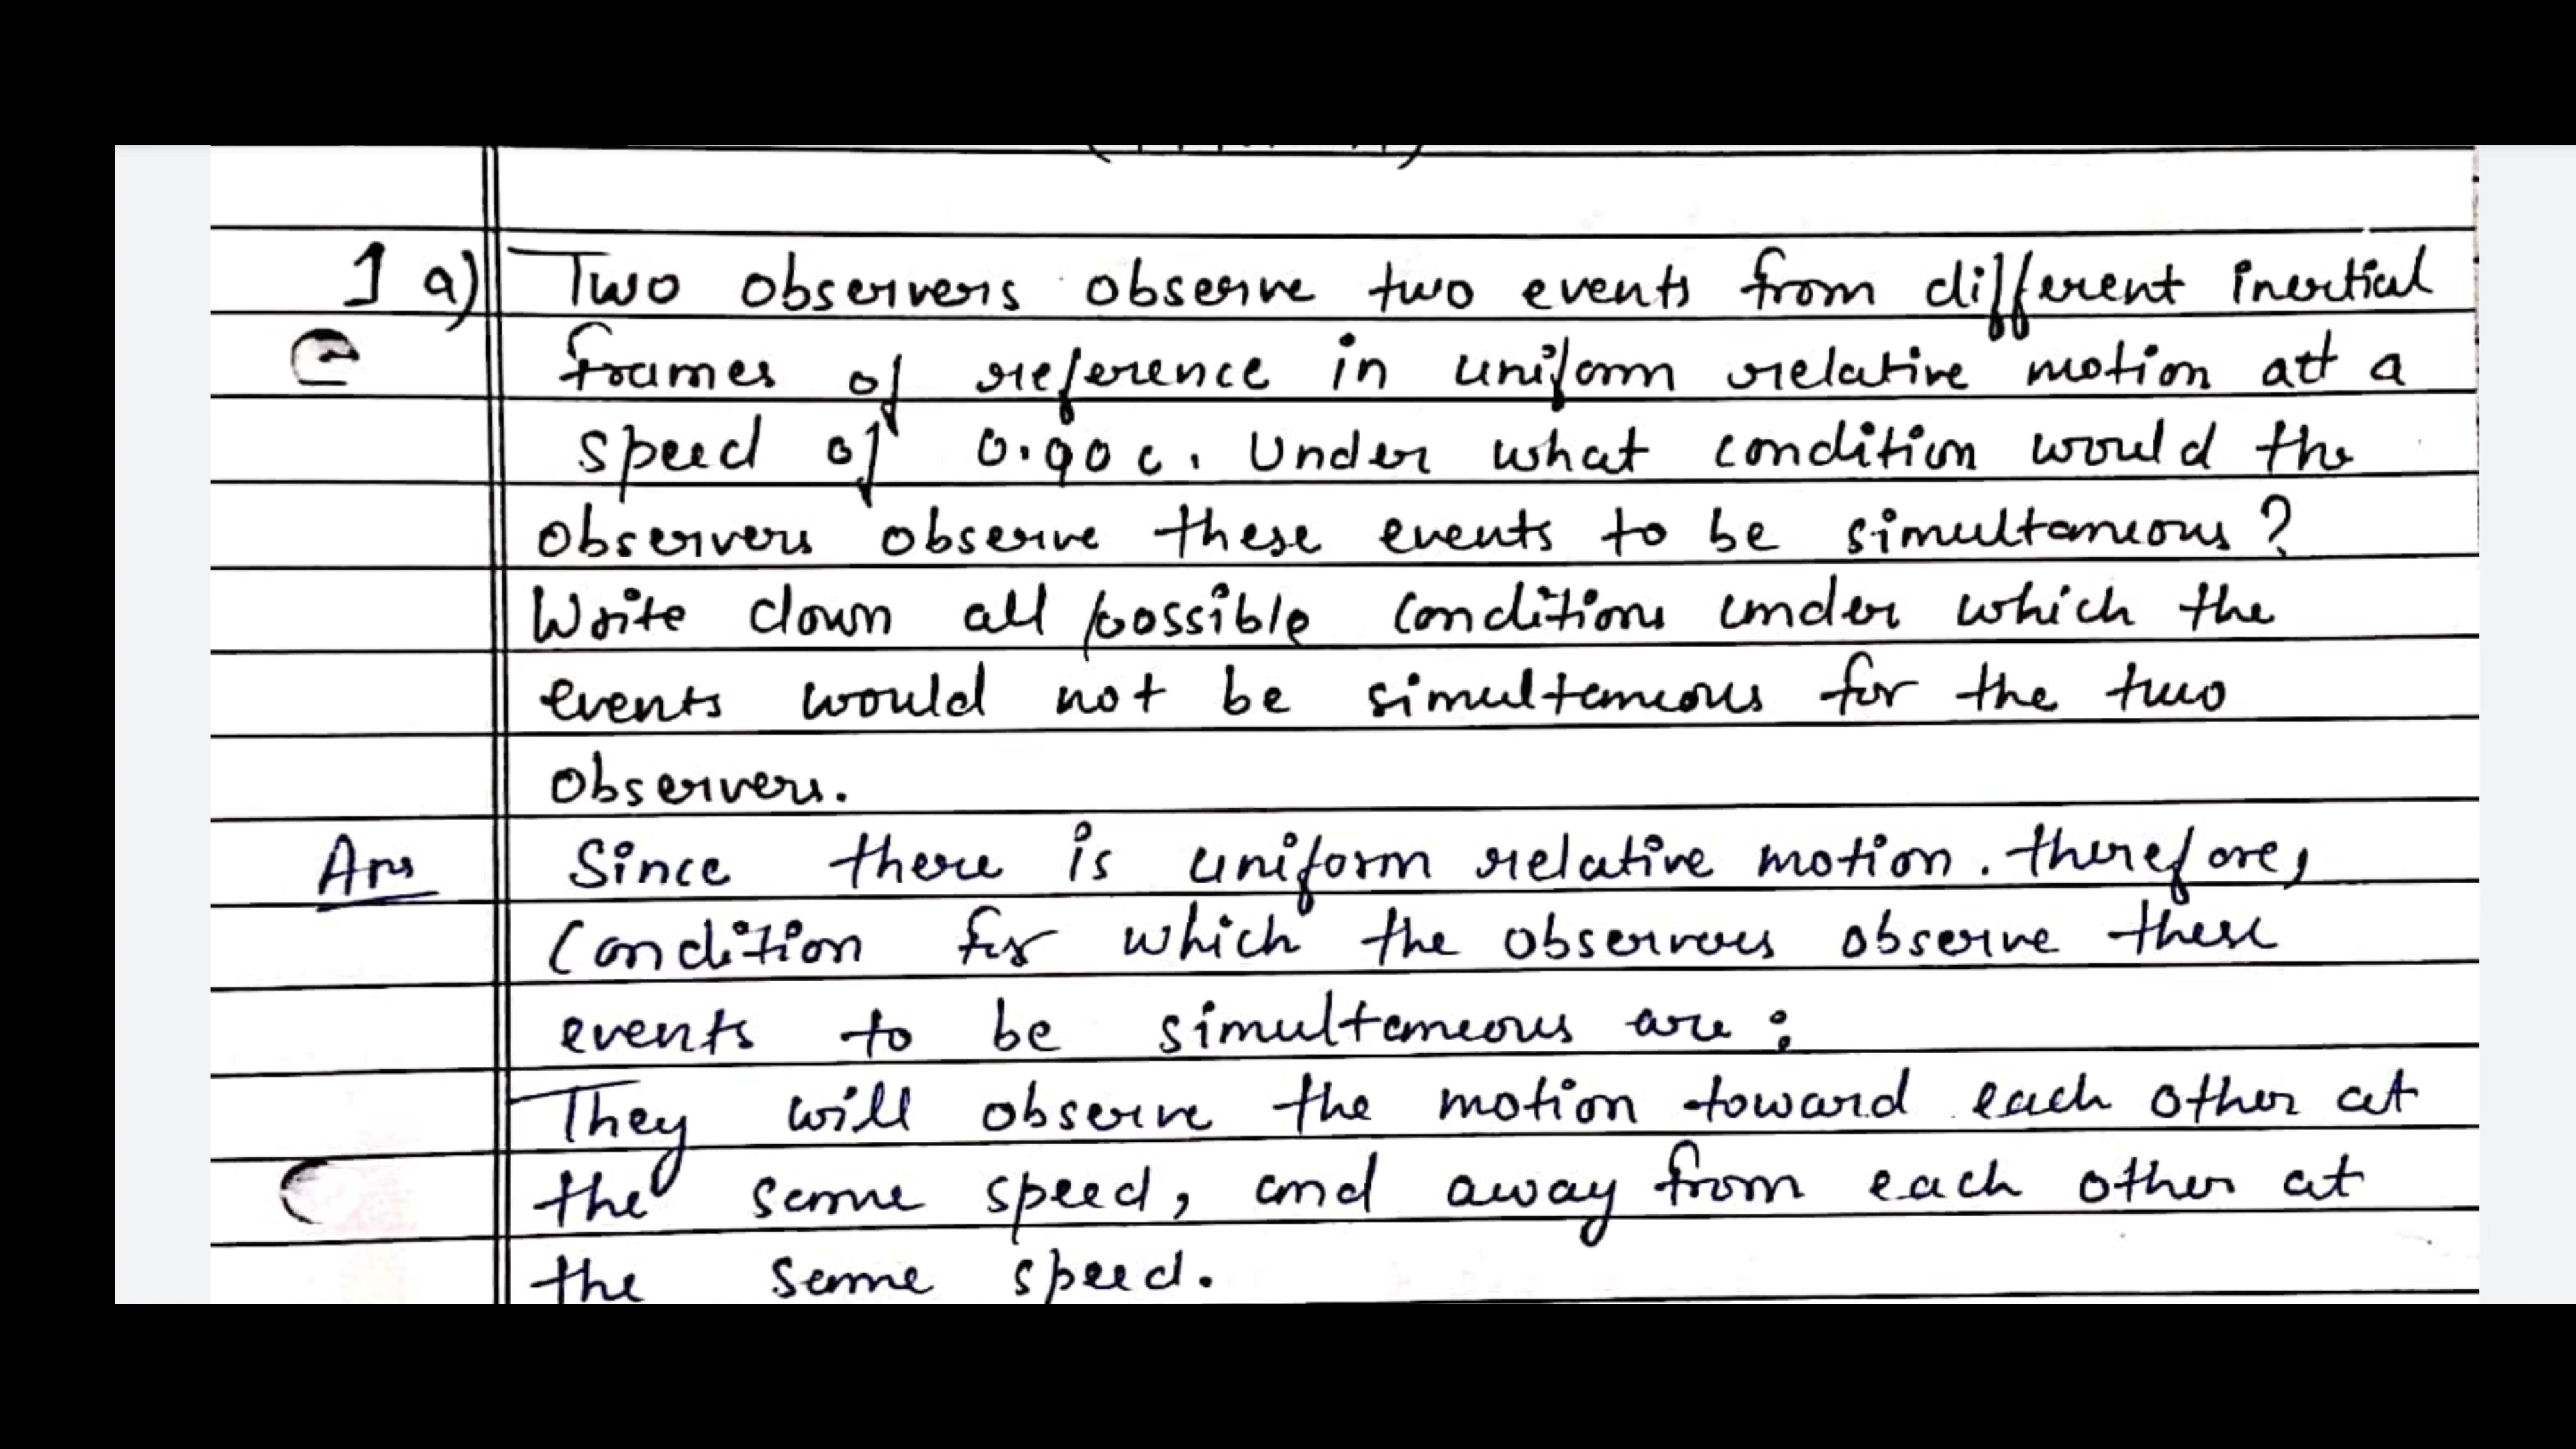 1 a) Two observers observe two events from different inertial
frames of reference in uniform relative motion at a
speed of 0.90 c. Under what condition would the
observers observe these events to be simultaneous?
Write down all possible conditions under which the
events would not be simultaneous for the two
observers.
Ans Since there is uniform relative motion. therefore,
Condition for which the observers observe these
events to be simultaneous are:
They will observe the motion toward each other at
the same speed, and away from each other at
the same speed.